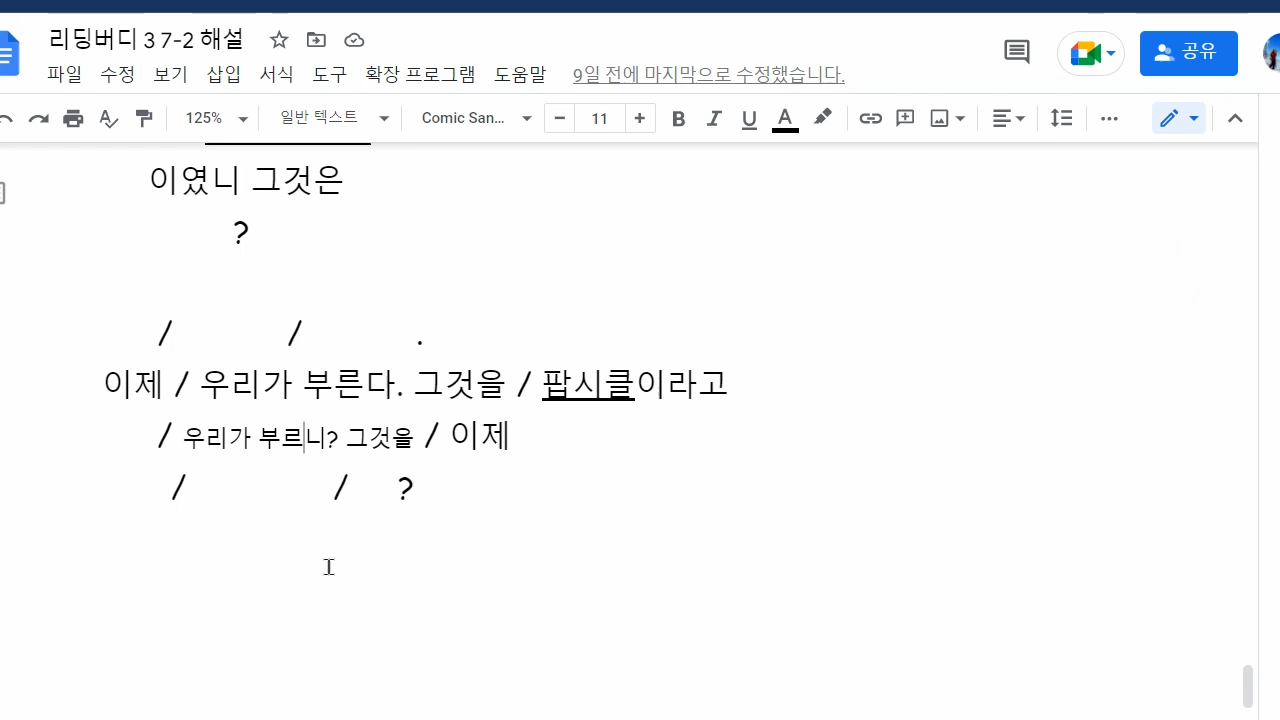 리딩버디 3 7-2 해설
파일 수정 보기 삽입 서식 도구 확장 프로그램 도움말 9일 전에 마지막으로 수정했습니다.
공유
125% 일반 텍스트 Comic San... 11 B I U A
이였니 그것은
?
/ / .
이제 / 우리가 부른다. 그것을 / 팝시클이라고
/ 우리가 부르니? 그것을 / 이제
/ / ?